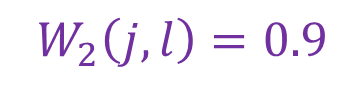 W₂(j, l) = 0.9